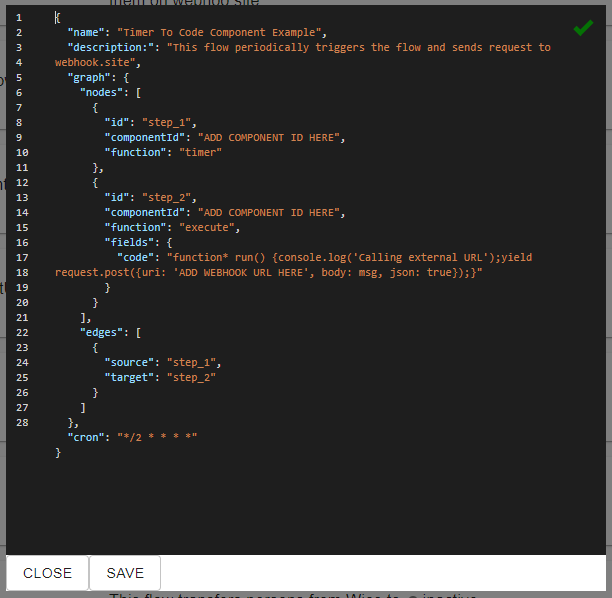 them on webhoo site
1 {
2 "name": "Timer To Code Component Example",
3 "description:": "This flow periodically triggers the flow and sends request to
4 webhook.site",
5 "graph": {
6 "nodes": [
7 {
8 "id": "step_1",
9 "componentId": "ADD COMPONENT ID HERE",
10 "function": "timer"
11 },
12 {
13 "id": "step_2",
14 "componentId": "ADD COMPONENT ID HERE",
15 "function": "execute",
16 "fields": {
17 "code": "function* run() {console.log('Calling external URL');yield
18 request.post({uri: 'ADD WEBHOOK URL HERE', body: msg, json: true});}"
19 }
20 }
21 ],
22 "edges": [
23 {
24 "source": "step_1",
25 "target": "step_2"
26 }
27 ]
28 },
"cron": "*/2 * * * *"
}
CLOSE SAVE
This flow transfers persons from Wice to
inactive